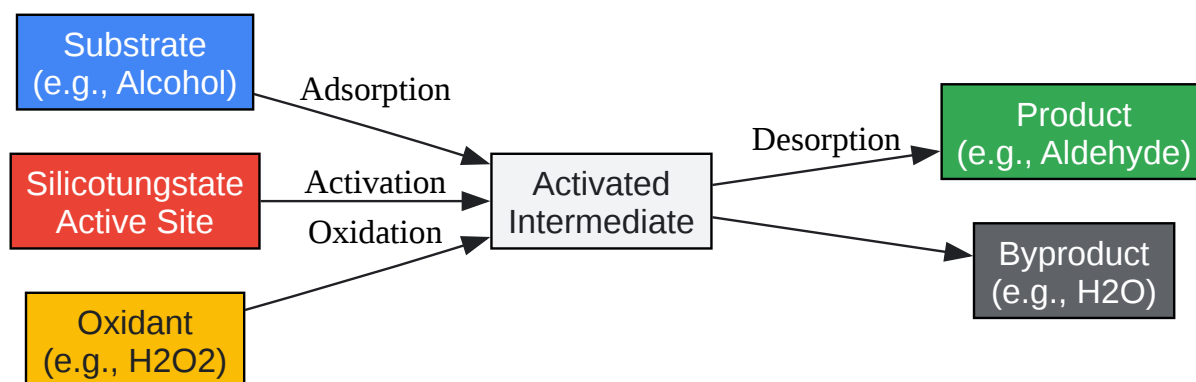 Substrate
(e.g., Alcohol)
Adsorption
Silicotungstate
Active Site
Activation
Oxidant
(e.g., H2O2)
Oxidation
Activated
Intermediate
Desorption
Product
(e.g., Aldehyde)
Byproduct
(e.g., H2O)